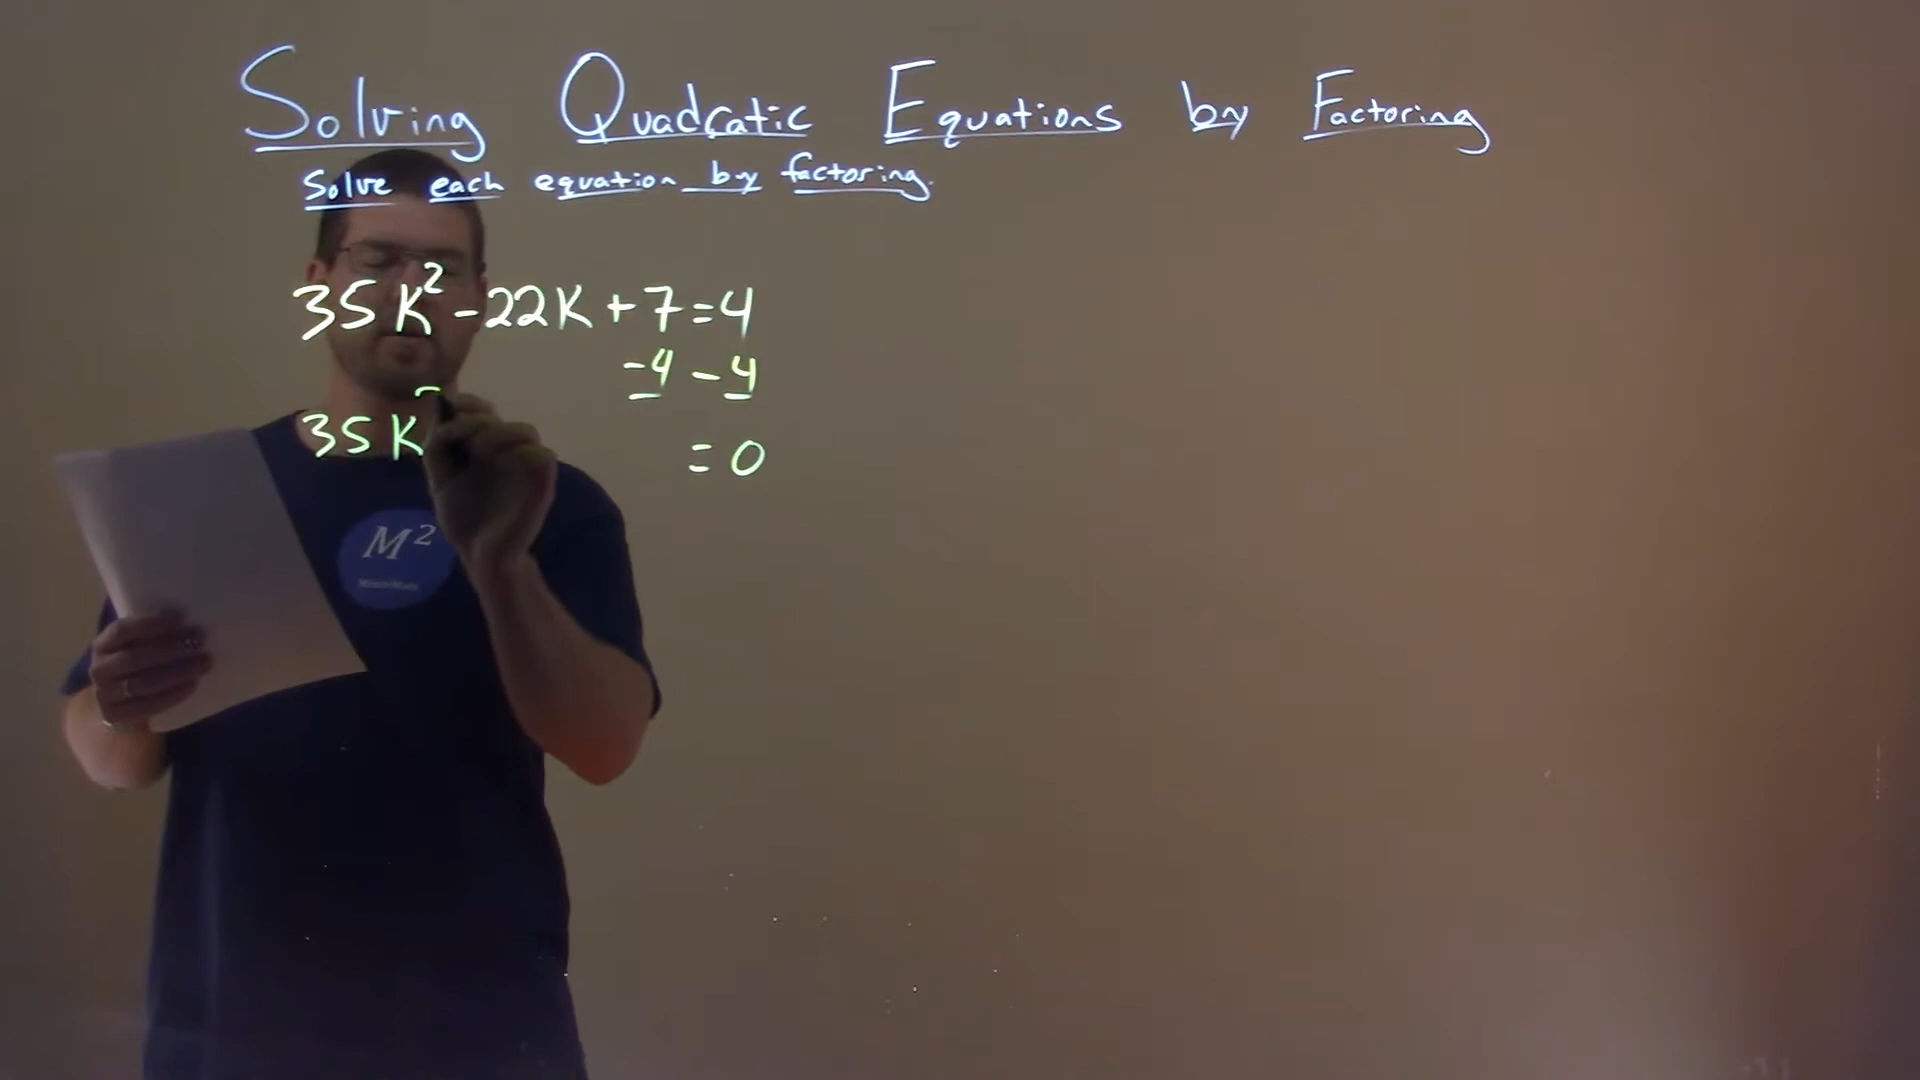 Solving Quadratic Equations by Factoring
Solve each equation by factoring.
35K² - 22K + 7 = 4
-4 - 4
35K = 0
M²